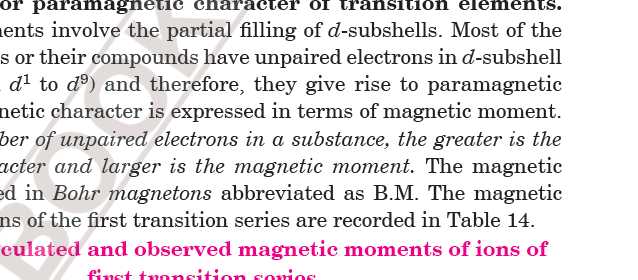 or paramagnetic character of transition elements.
ents involve the partial filling of d-subshells. Most of the
s or their compounds have unpaired electrons in d-subshell
d¹ to d⁹) and therefore, they give rise to paramagnetic
netic character is expressed in terms of magnetic moment.
ber of unpaired electrons in a substance, the greater is the
acter and larger is the magnetic moment. The magnetic
ed in Bohr magnetons abbreviated as B.M. The magnetic
ns of the first transition series are recorded in Table 14.
culated and observed magnetic moments of ions of
first transition series